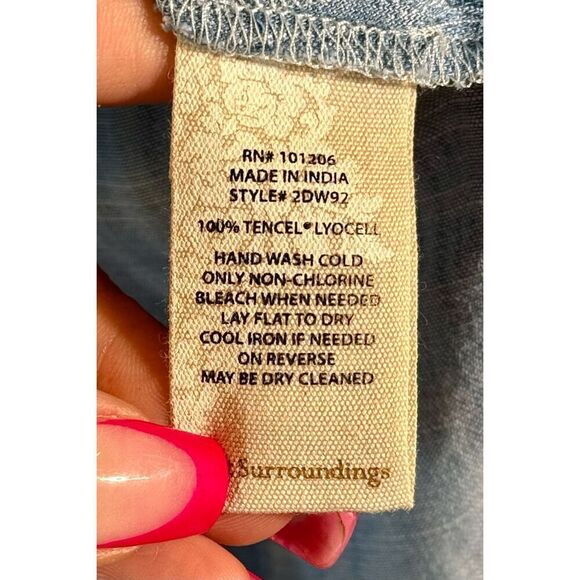 RN# 101206
MADE IN INDIA
STYLE# 2DW92
100% TENCEL® LYOCELL
HAND WASH COLD
ONLY NON-CHLORINE
BLEACH WHEN NEEDED
LAY FLAT TO DRY
COOL IRON IF NEEDED
ON REVERSE
MAY BE DRY CLEANED
Surroundings